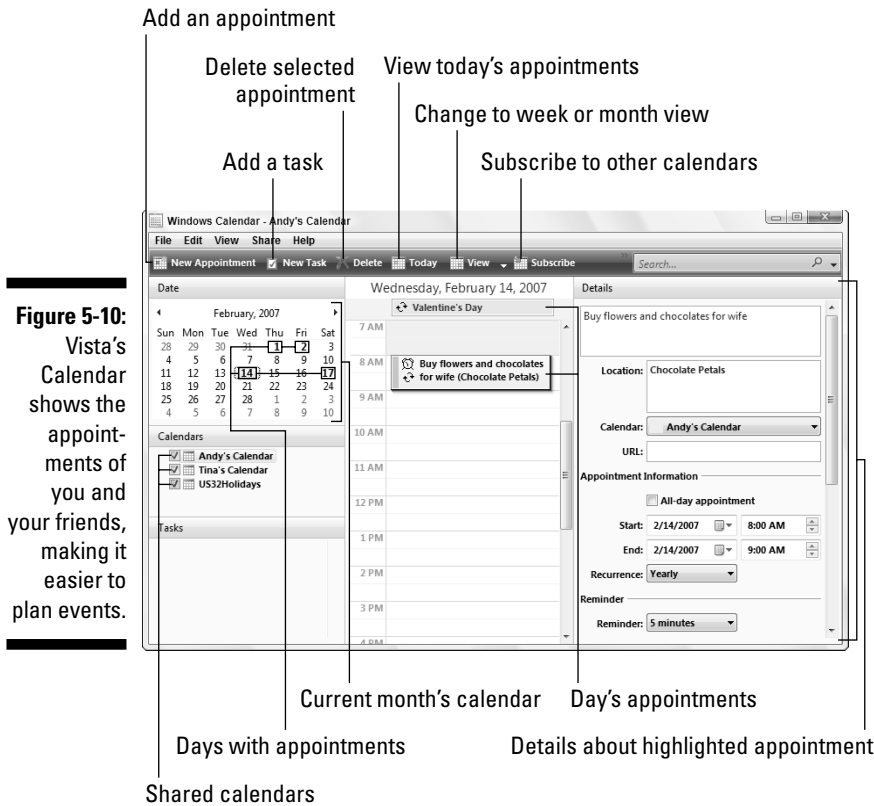 Add an appointment
Delete selected
appointment
View today's appointments
Change to week or month view
Add a task
Subscribe to other calendars
Windows Calendar - Andy's Calendar
File Edit View Share Help
New Appointment New Task Delete Today View Subscribe Search...
Date
February, 2007
Sun Mon Tue Wed Thu Fri Sat
28 29 30 31 1 2 3
4 5 6 7 8 9 10
11 12 13 14 15 16 17
18 19 20 21 22 23 24
25 26 27 28 1 2 3
4 5 6 7 8 9 10
Calendars
Andy's Calendar
Tina's Calendar
US32Holidays
Tasks
Wednesday, February 14, 2007
Valentine's Day
7 AM
8 AM
Buy flowers and chocolates
for wife (Chocolate Petals)
9 AM
10 AM
11 AM
12 PM
1 PM
2 PM
3 PM
4 PM
Details
Buy flowers and chocolates for wife
Location: Chocolate Petals
Calendar: Andy's Calendar
URL:
Appointment Information
All-day appointment
Start: 2/14/2007 8:00 AM
End: 2/14/2007 9:00 AM
Recurrence: Yearly
Reminder
Reminder: 5 minutes
Figure 5-10:
Vista's
Calendar
shows the
appoint-
ments of
you and
your friends,
making it
easier to
plan events.
Current month's calendar
Day's appointments
Days with appointments
Details about highlighted appointment
Shared calendars